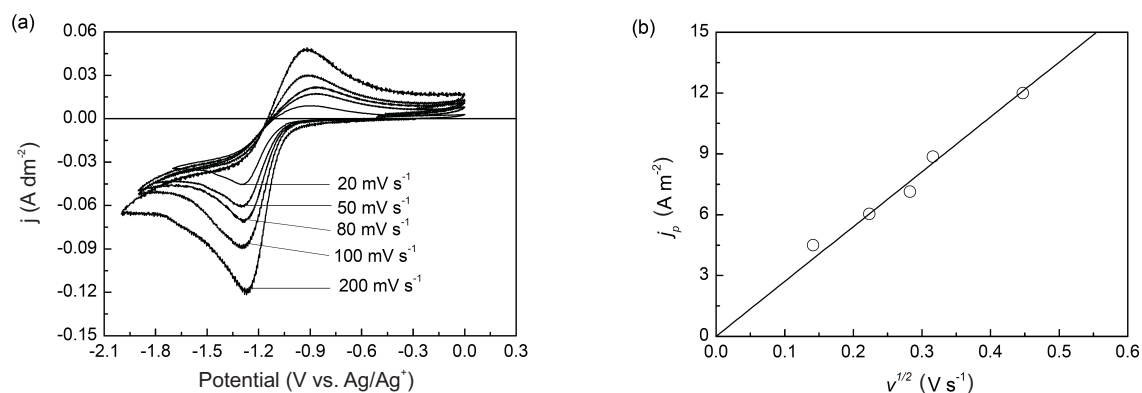 (a)
0.06
0.03
0.00
-0.03
-0.06
-0.09
-0.12
-0.15
j (A dm⁻²)
20 mV s⁻¹
50 mV s⁻¹
80 mV s⁻¹
100 mV s⁻¹
200 mV s⁻¹
-2.1 -1.8 -1.5 -1.2 -0.9 -0.6 -0.3 0.0 0.3
Potential (V vs. Ag/Ag⁺)
(b)
15
12
9
6
3
0
jₚ (A m⁻²)
0.0 0.1 0.2 0.3 0.4 0.5 0.6
v¹ᐟ² (V s⁻¹)